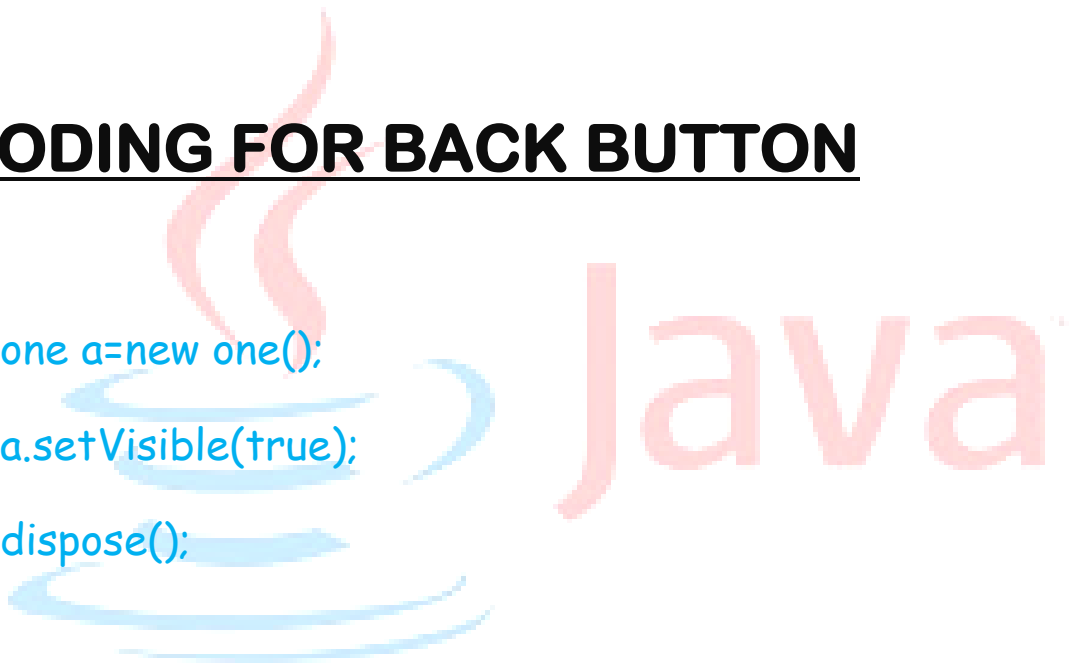 ODING FOR BACK BUTTON
one a=new one();
a.setVisible(true);
dispose();
Java